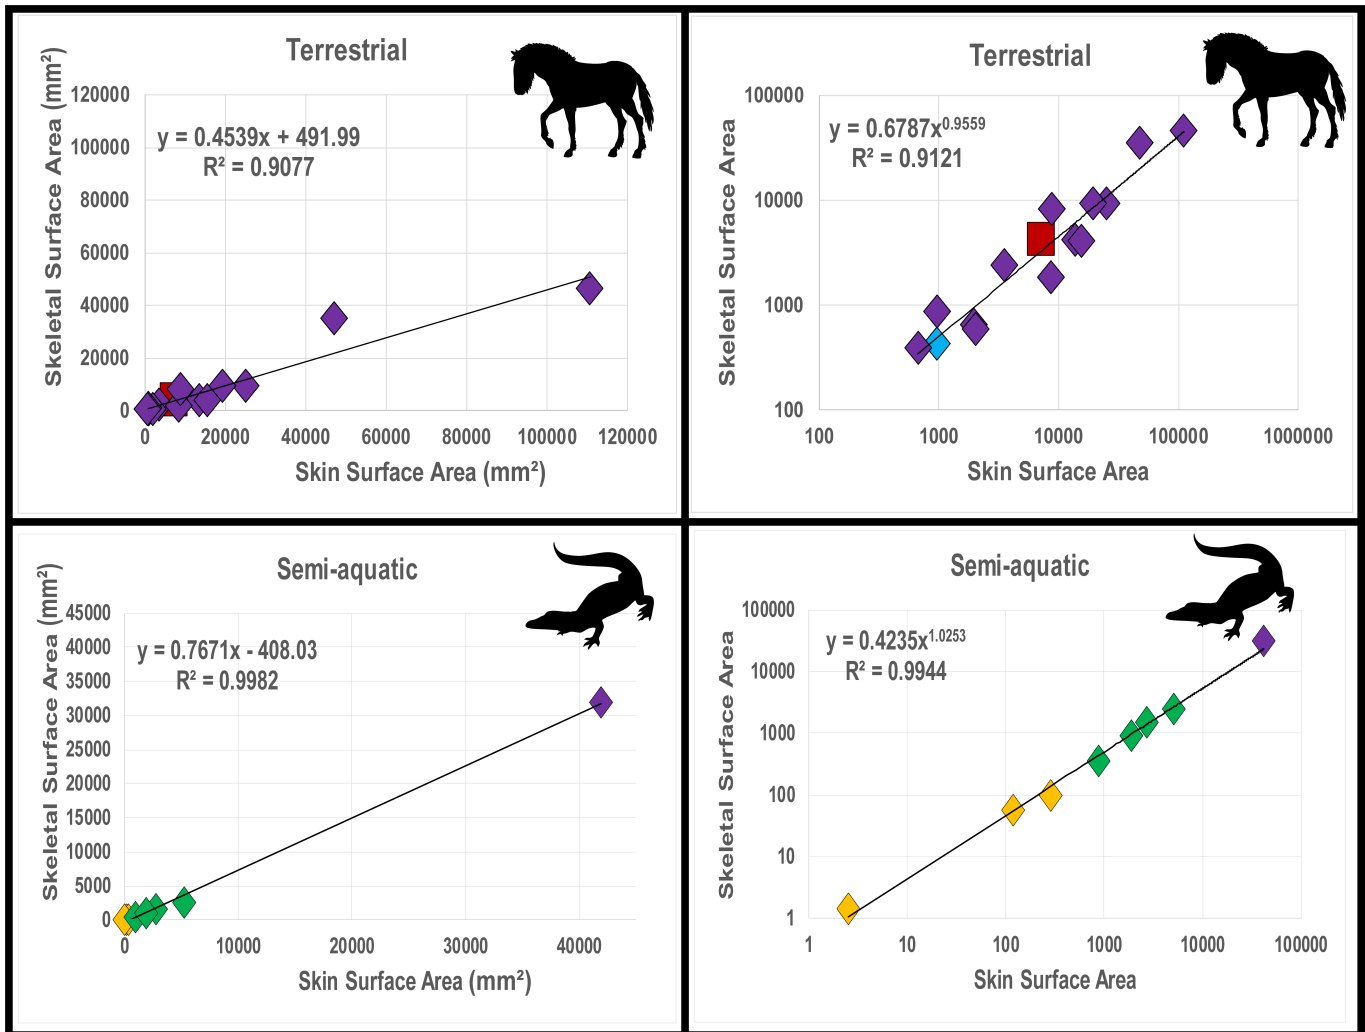 Terrestrial
Skeletal Surface Area (mm²)
120000
100000
80000
60000
40000
20000
0
y = 0.4539x + 491.99
R² = 0.9077
0 20000 40000 60000 80000 100000 120000
Skin Surface Area (mm²)
Terrestrial
Skeletal Surface Area
100000
10000
1000
100
y = 0.6787x^0.9559
R² = 0.9121
100 1000 10000 100000 1000000
Skin Surface Area
Semi-aquatic
Skeletal Surface Area (mm²)
45000
40000
35000
30000
25000
20000
15000
10000
5000
0
y = 0.7671x - 408.03
R² = 0.9982
0 10000 20000 30000 40000
Skin Surface Area (mm²)
Semi-aquatic
Skeletal Surface Area
100000
10000
1000
100
10
1
y = 0.4235x^1.0253
R² = 0.9944
1 10 100 1000 10000 100000
Skin Surface Area